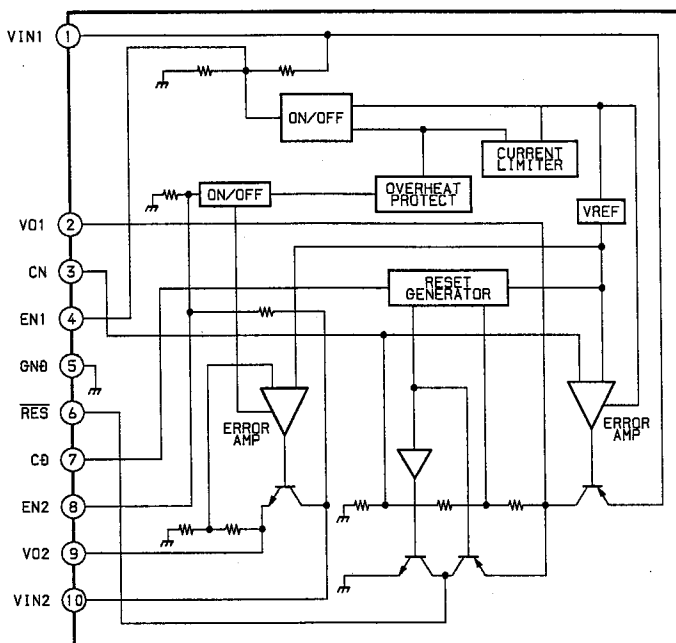 VIN1 1
ON/OFF
CURRENT
LIMITER
OVERHEAT
PROTECT
ON/OFF
VREF
VO1 2
CN 3
RESET
GENERATOR
EN1 4
GND 5
RES 6
ERROR
AMP
ERROR
AMP
CD 7
EN2 8
VO2 9
VIN2 10